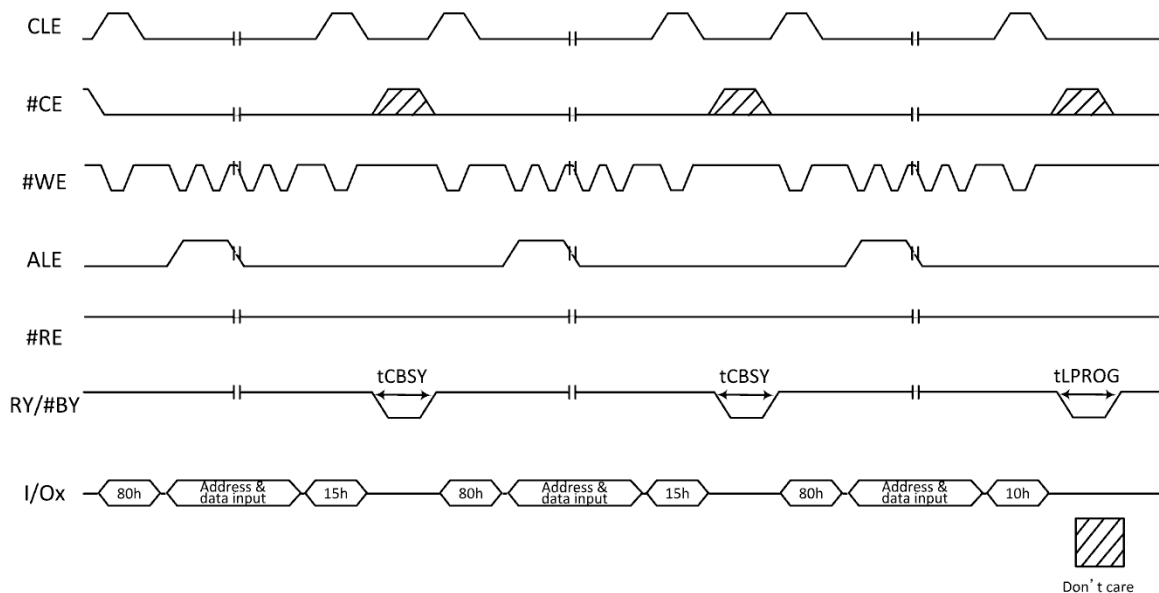 CLE
#CE
#WE
ALE
#RE
tCBSY tCBSY tLPROG
RY/#BY
I/Ox 80h Address & data input 15h 80h Address & data input 15h 80h Address & data input 10h
Don't care